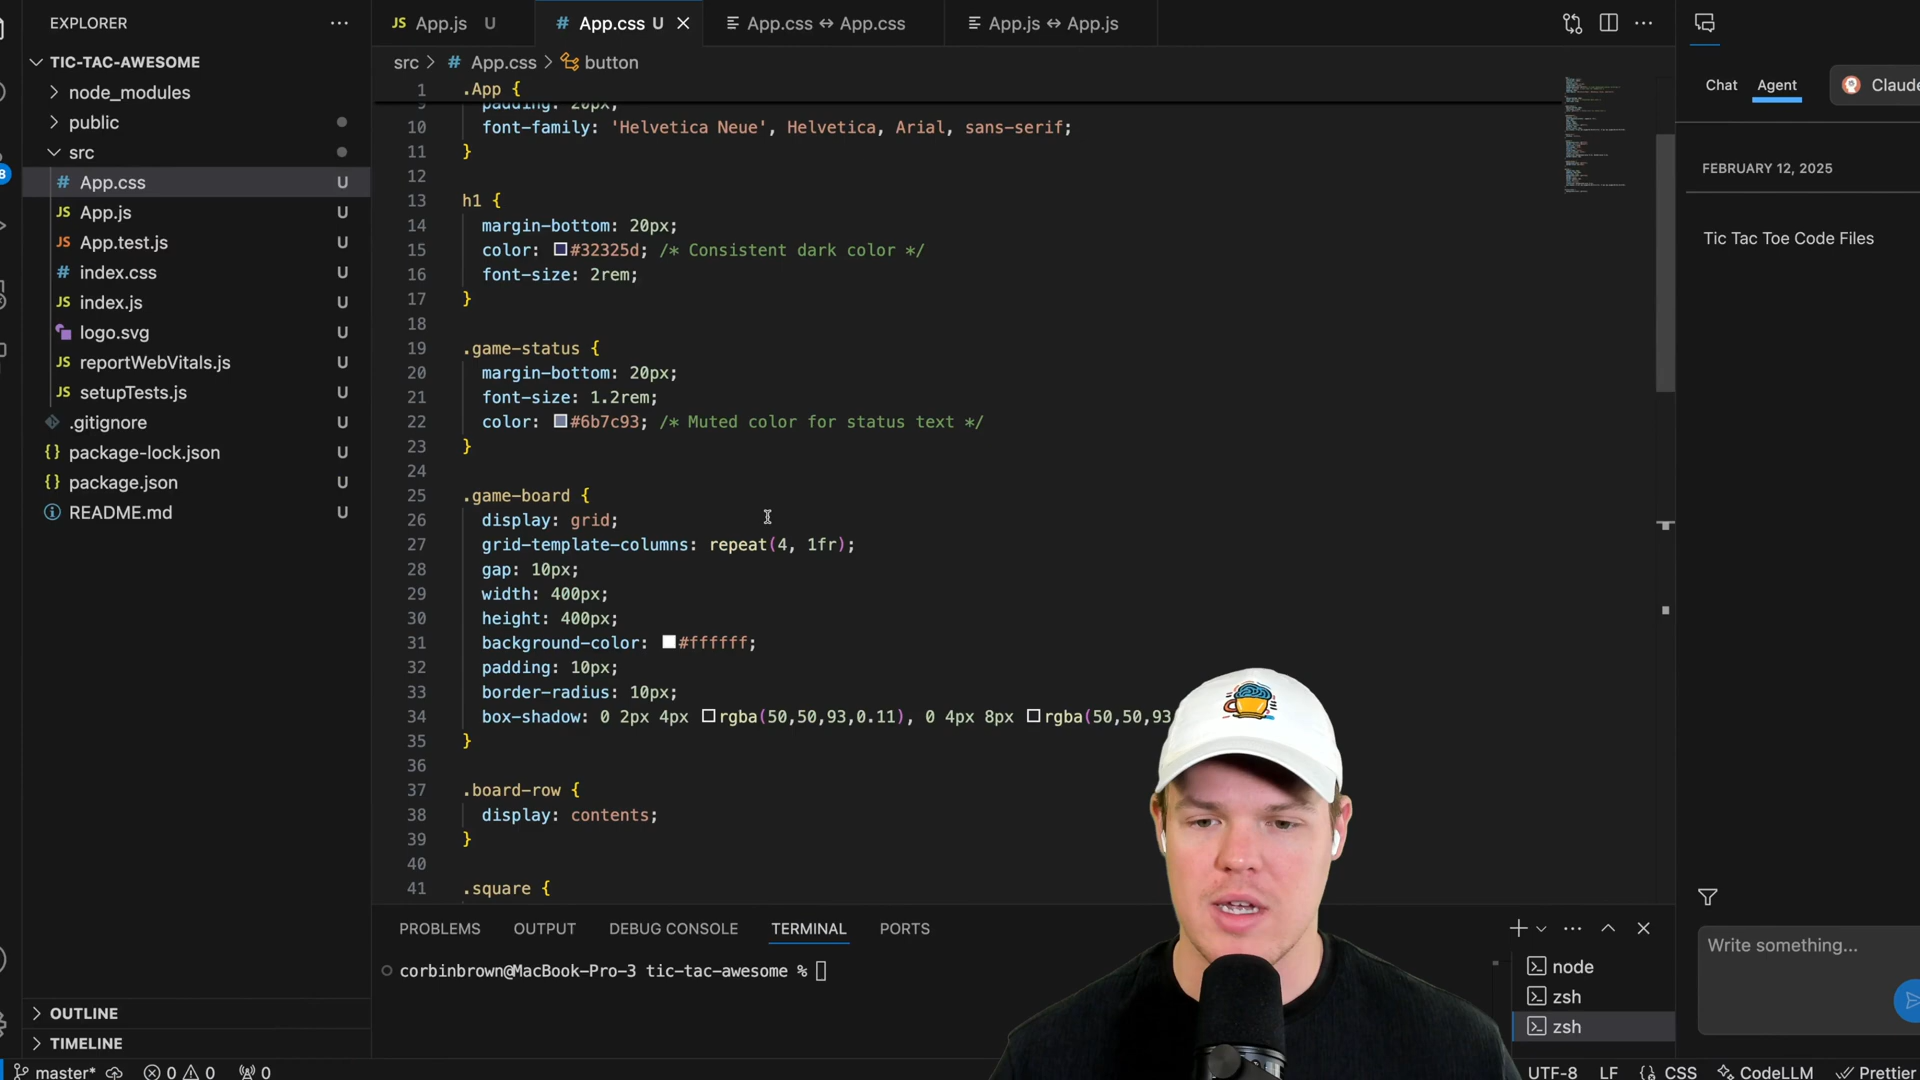 EXPLORER
TIC-TAC-AWESOME
node_modules
public
src
# App.css U
JS App.js U
JS App.test.js U
# index.css U
JS index.js U
logo.svg U
JS reportWebVitals.js U
JS setupTests.js U
.gitignore U
{} package-lock.json U
{} package.json U
README.md U
OUTLINE
TIMELINE
JS App.js U
# App.css U
App.css ↔ App.css
App.js ↔ App.js
src > # App.css > button
1 .App {
9 padding: 20px;
10 font-family: 'Helvetica Neue', Helvetica, Arial, sans-serif;
11 }
12
13 h1 {
14 margin-bottom: 20px;
15 color: #32325d; /* Consistent dark color */
16 font-size: 2rem;
17 }
18
19 .game-status {
20 margin-bottom: 20px;
21 font-size: 1.2rem;
22 color: #6b7c93; /* Muted color for status text */
23 }
24
25 .game-board {
26 display: grid;
27 grid-template-columns: repeat(4, 1fr);
28 gap: 10px;
29 width: 400px;
30 height: 400px;
31 background-color: #ffffff;
32 padding: 10px;
33 border-radius: 10px;
34 box-shadow: 0 2px 4px rgba(50,50,93,0.11), 0 4px 8px rgba(50,50,93
35 }
36
37 .board-row {
38 display: contents;
39 }
40
41 .square {
PROBLEMS OUTPUT DEBUG CONSOLE TERMINAL PORTS
corbinbrown@MacBook-Pro-3 tic-tac-awesome %
node
zsh
zsh
Chat Agent Claude
FEBRUARY 12, 2025
Tic Tac Toe Code Files
Write something...
8
master* 0 0 0
UTF-8 LF {} CSS CodeLLM Prettier